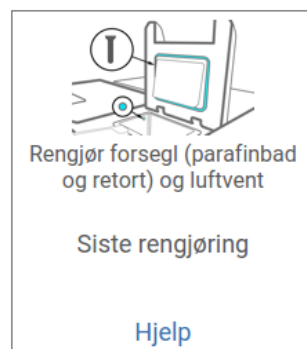 Rengjør forsegl (parafinbad
og retort) og luftvent
Siste rengjøring
Hjelp